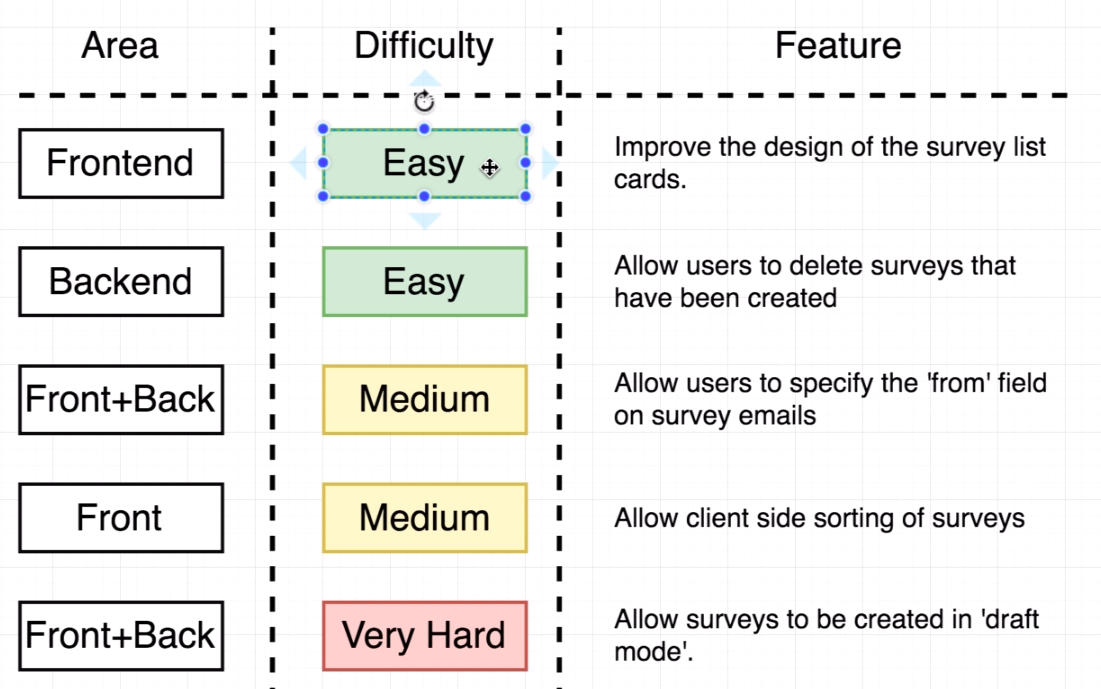 Area Difficulty Feature
Frontend Easy Improve the design of the survey list
cards.
Backend Easy Allow users to delete surveys that
have been created
Front+Back Medium Allow users to specify the 'from' field
on survey emails
Front Medium Allow client side sorting of surveys
Front+Back Very Hard Allow surveys to be created in 'draft
mode'.